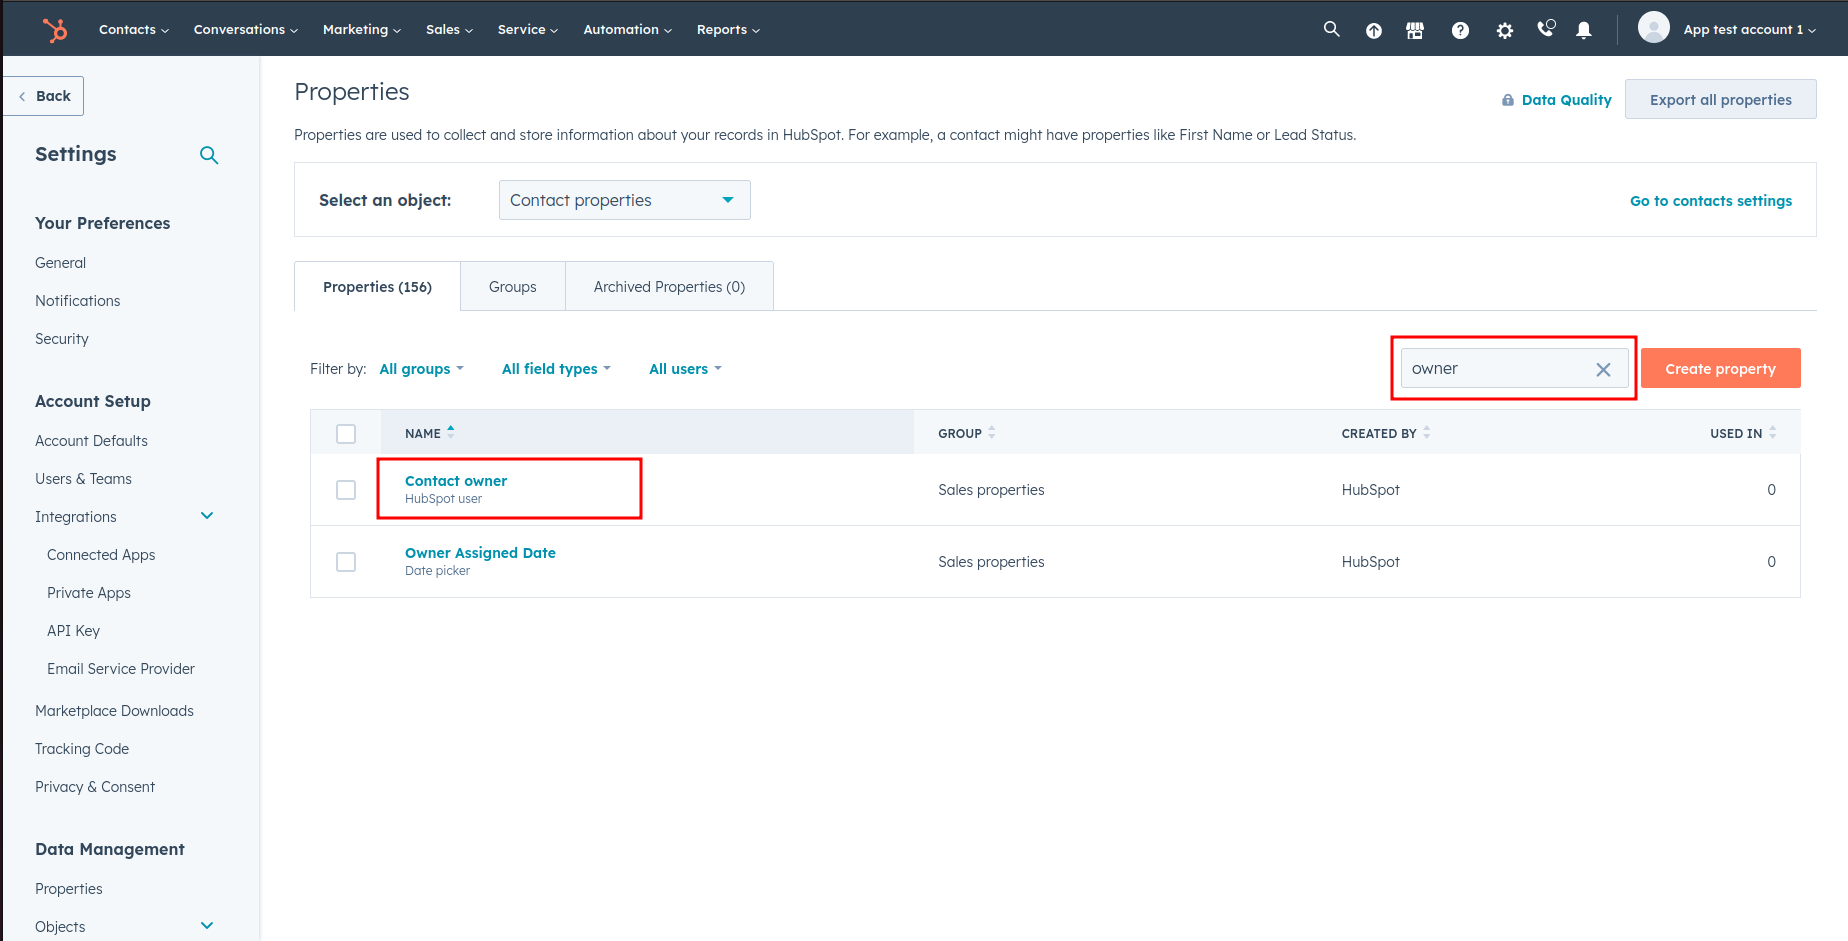 Contacts Conversations Marketing Sales Service Automation Reports App test account 1
Back
Settings
Your Preferences
General
Notifications
Security
Account Setup
Account Defaults
Users & Teams
Integrations
Connected Apps
Private Apps
API Key
Email Service Provider
Marketplace Downloads
Tracking Code
Privacy & Consent
Data Management
Properties
Objects
Properties
Data Quality Export all properties
Properties are used to collect and store information about your records in HubSpot. For example, a contact might have properties like First Name or Lead Status.
Select an object: Contact properties Go to contacts settings
Properties (156) Groups Archived Properties (0)
Filter by: All groups All field types All users owner Create property
NAME GROUP CREATED BY USED IN
Contact owner Sales properties HubSpot 0
HubSpot user
Owner Assigned Date Sales properties HubSpot 0
Date picker